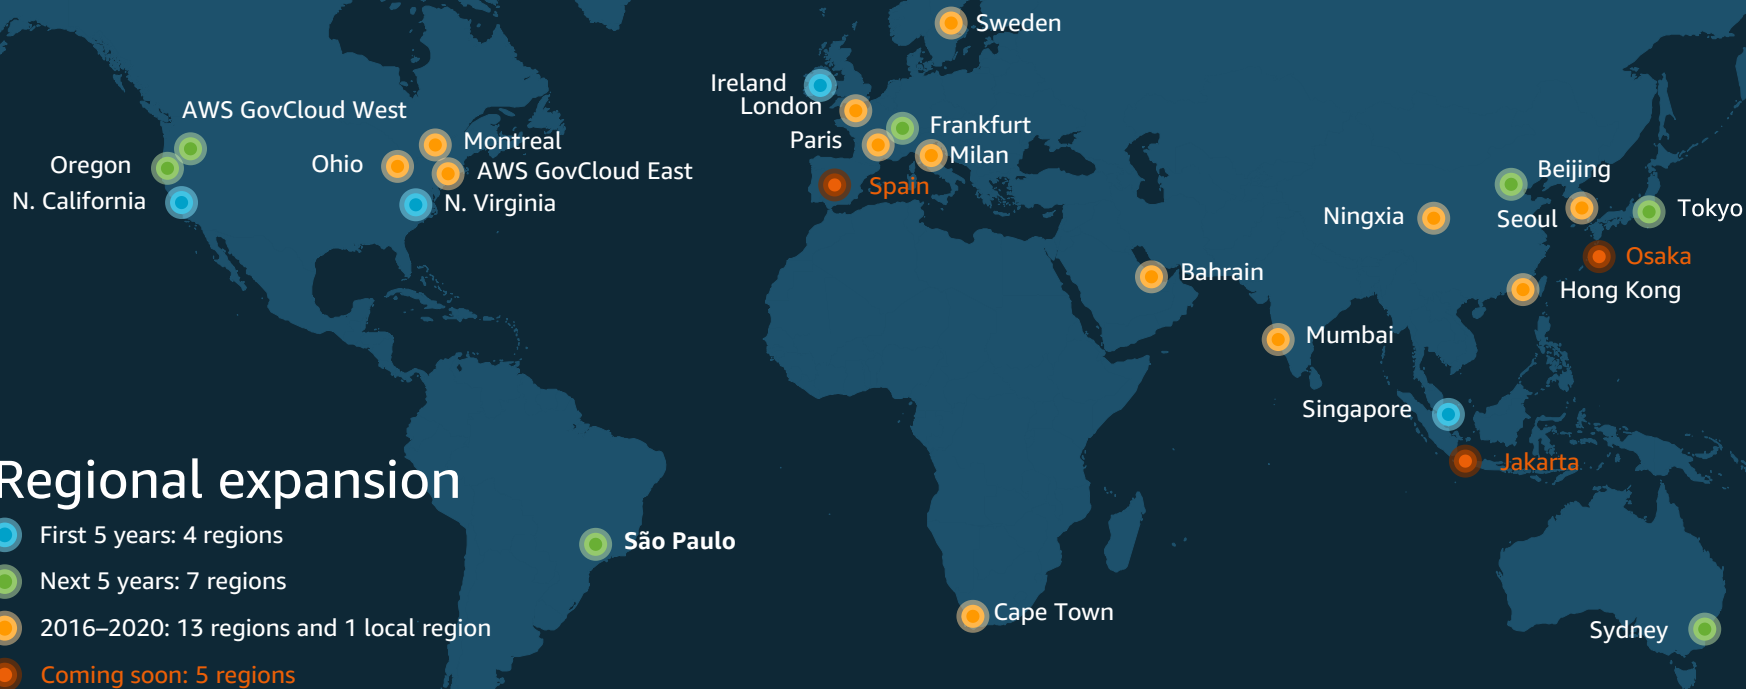 Sweden
Ireland
London
AWS GovCloud West
Frankfurt
Montreal
Paris
Milan
Oregon
Ohio
AWS GovCloud East
Beijing
Spain
N. California
N. Virginia
Ningxia
Seoul
Tokyo
Osaka
Bahrain
Hong Kong
Mumbai
Singapore
Jakarta
Regional expansion
First 5 years: 4 regions
São Paulo
Next 5 years: 7 regions
Cape Town
2016–2020: 13 regions and 1 local region
Sydney
Coming soon: 5 regions